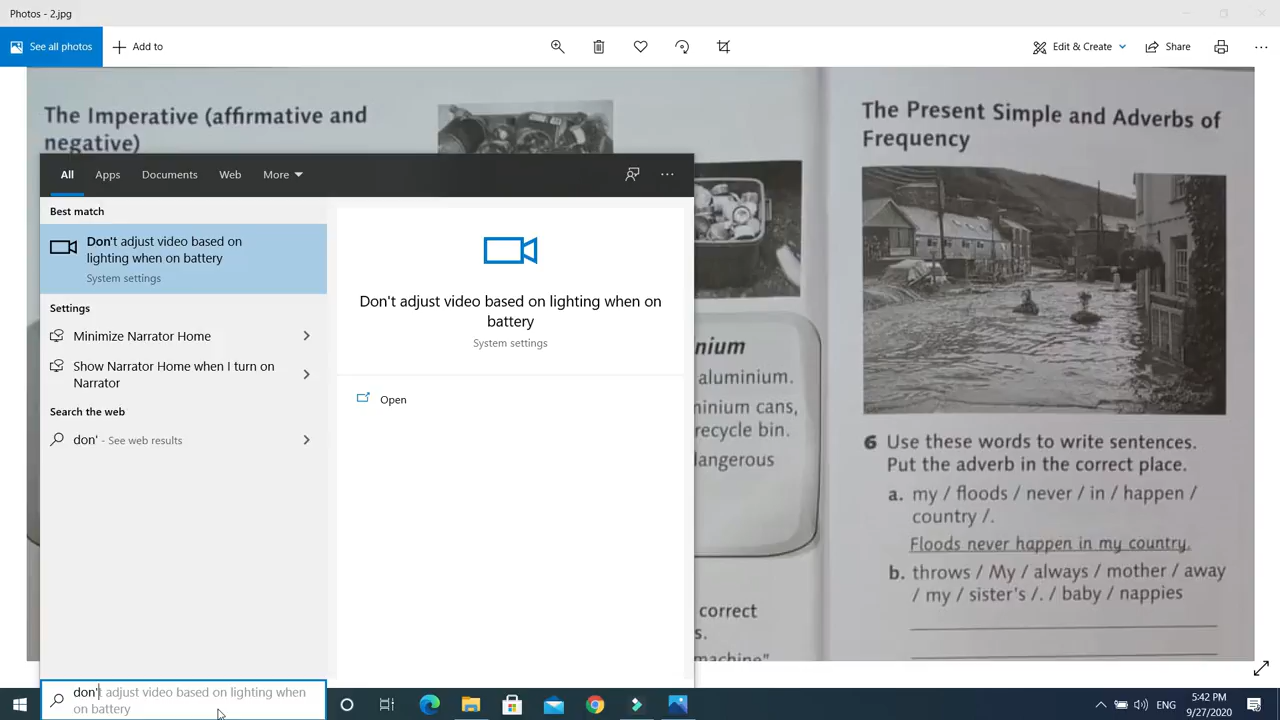 Photos - 2.jpg
See all photos
Add to
Edit & Create
Share
The Imperative (affirmative and
negative)
All
Apps
Documents
Web
More
Best match
Don't adjust video based on
lighting when on battery
System settings
Settings
Minimize Narrator Home
Show Narrator Home when I turn on
Narrator
Search the web
don' - See web results
Don't adjust video based on lighting when on
battery
System settings
Open
don't adjust video based on lighting when
on battery
nium
aluminium.
inium cans,
recycle bin.
dangerous
correct
s.
machine"
The Present Simple and Adverbs of
Frequency
6 Use these words to write sentences.
Put the adverb in the correct place.
a. my / floods / never / in / happen /
country /.
Floods never happen in my country.
b. throws / My / always / mother / away
/ my / sister's /. / baby / nappies
ENG
5:42 PM
9/27/2020